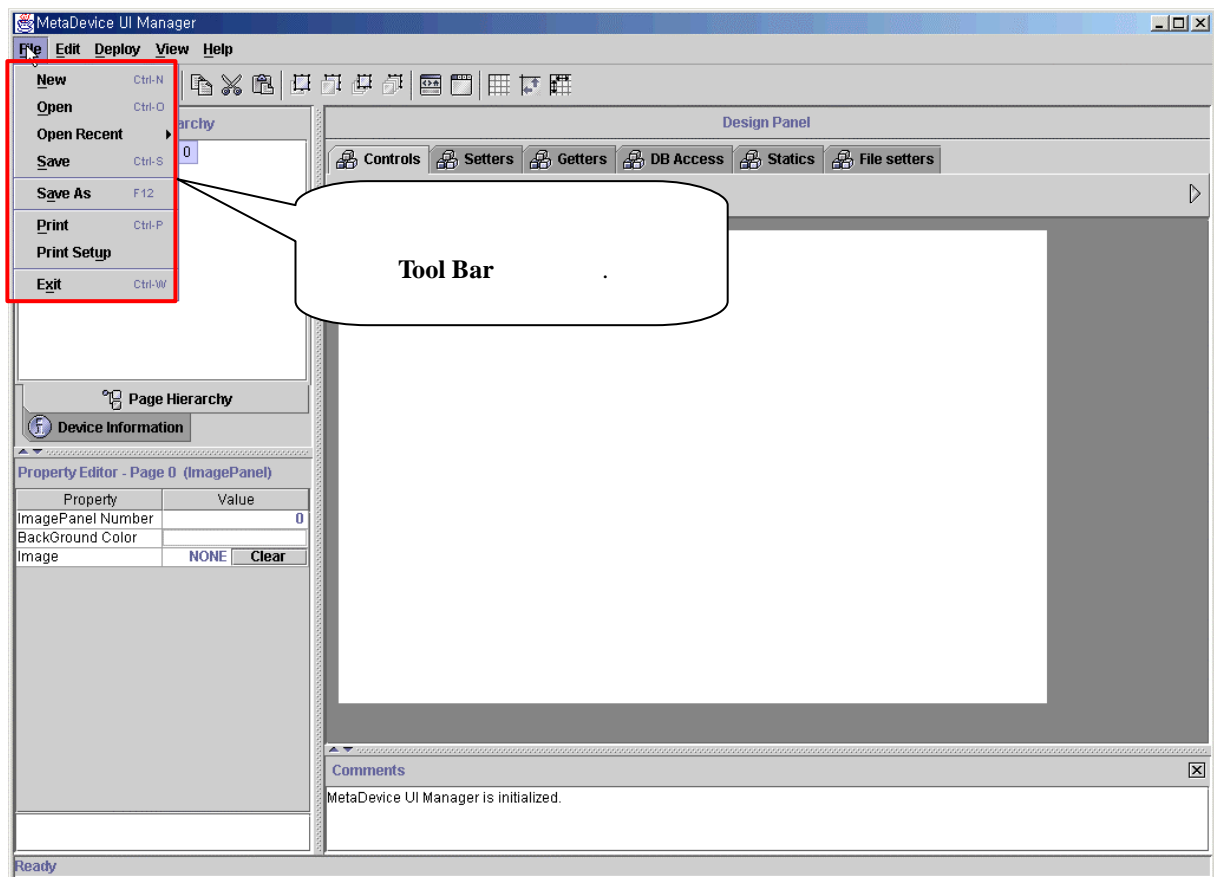 MetaDevice UI Manager
File Edit Deploy View Help
New Ctrl-N
Open Ctrl-O
Open Recent
Save Ctrl-S
Save As F12
Print Ctrl-P
Print Setup
Exit Ctrl-W
archy
0
Design Panel
Controls Setters Getters DB Access Statics File setters
Tool Bar .
Page Hierarchy
Device Information
Property Editor - Page 0 (ImagePanel)
Property Value
ImagePanel Number 0
BackGround Color
Image NONE Clear
Comments
MetaDevice UI Manager is initialized.
Ready